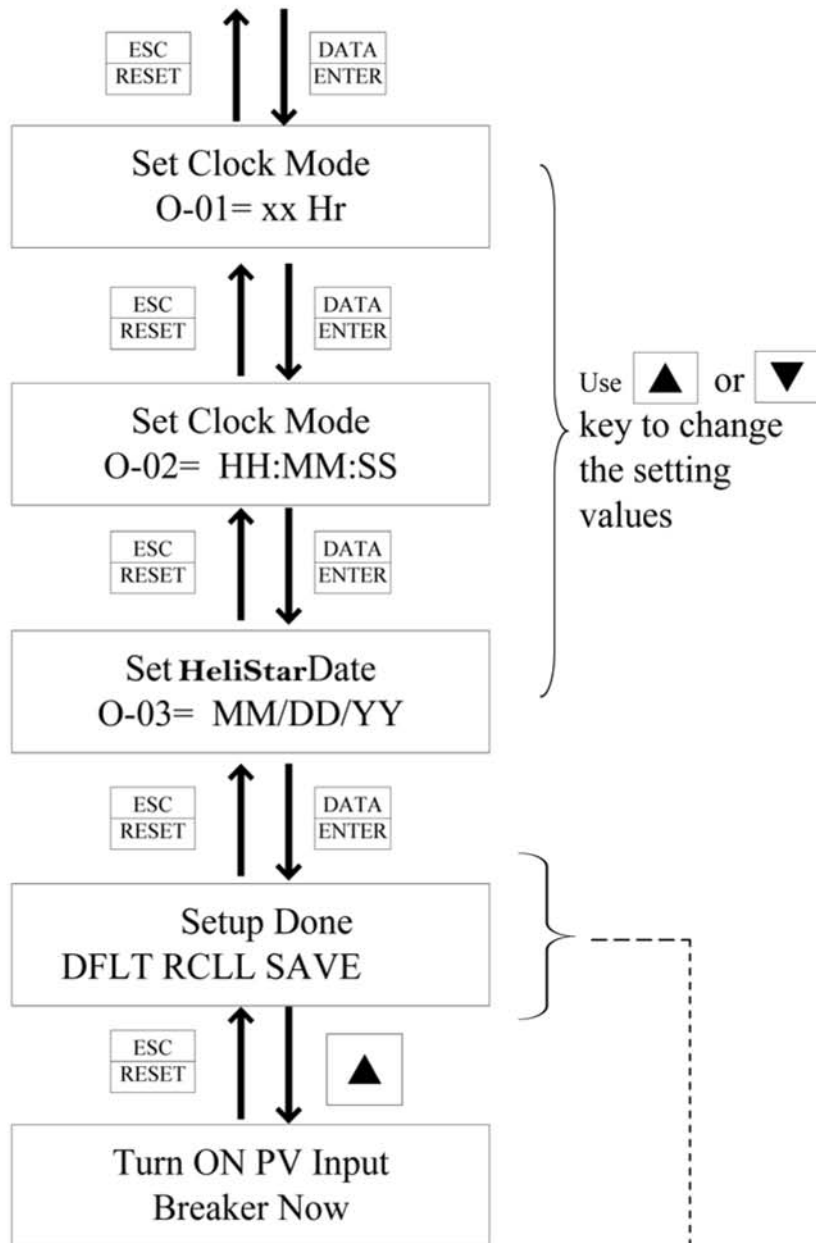 ESC
RESET
DATA
ENTER
Set Clock Mode
O-01= xx Hr
ESC
RESET
DATA
ENTER
Set Clock Mode
O-02= HH:MM:SS
Use ▲ or ▼
key to change
the setting
values
ESC
RESET
DATA
ENTER
Set HeliStarDate
O-03= MM/DD/YY
ESC
RESET
DATA
ENTER
Setup Done
DFLT RCLL SAVE
ESC
RESET
▲
Turn ON PV Input
Breaker Now